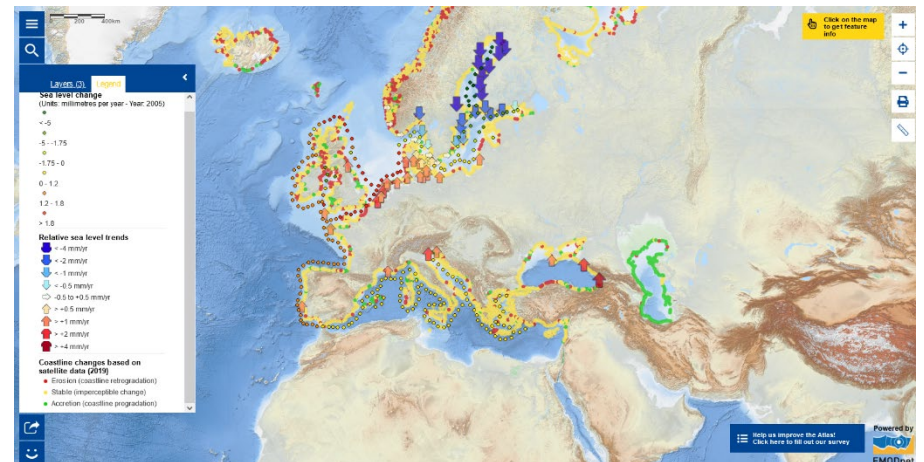 0 200 400km
Click on the map
to get feature
info
Layers (3) Legend
Sea level change
(Units: millimetres per year - Year: 2005)
< -5
-5 - -1.75
-1.75 - 0
0 - 1.2
1.2 - 1.8
> 1.8
Relative sea level trends
< -4 mm/yr
< -2 mm/yr
< -1 mm/yr
< -0.5 mm/yr
-0.5 to +0.5 mm/yr
> +0.5 mm/yr
> +1 mm/yr
> +2 mm/yr
> +4 mm/yr
Coastline changes based on
satellite data (2019)
Erosion (coastline retrogradation)
Stable (imperceptible change)
Accretion (coastline progradation)
Help us improve the Atlas!
Click here to fill out our survey
Powered by
EMODnet